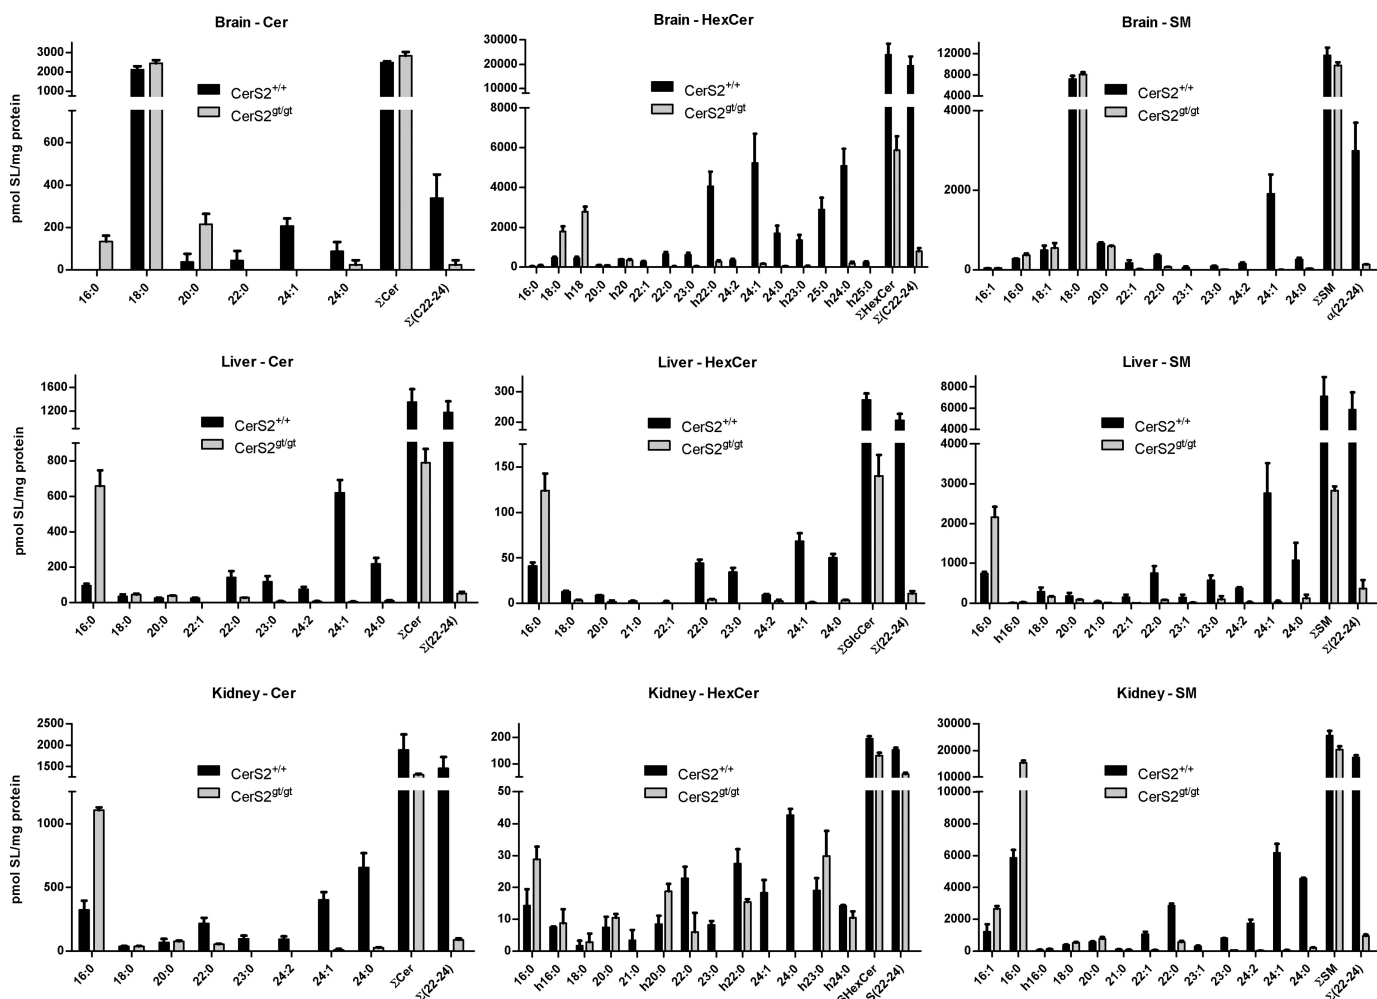 Brain - Cer
pmol SL/mg protein
3000
2000
1000
600
400
200
0
CerS2+/+
CerS2gt/gt
16:0 18:0 20:0 22:0 24:1 24:0 ΣCer Σ(C22-24)
Brain - HexCer
30000
20000
10000
8000
6000
4000
2000
0
CerS2+/+
CerS2gt/gt
16:0 18:0 h18 20:0 h20 22:1 22:0 23:0 h22:0 24:2 24:1 24:0 h23:0 25:0 h24:0 h25:0 ΣHexCer Σ(C22-24)
Brain - SM
12000
8000
4000
4000
2000
0
CerS2+/+
CerS2gt/gt
16:1 16:0 18:1 18:0 20:0 22:1 22:0 23:1 23:0 24:2 24:1 24:0 ΣSM α(22-24)
Liver - Cer
pmol SL/mg protein
1600
1200
800
600
400
200
0
CerS2+/+
CerS2gt/gt
16:0 18:0 20:0 22:1 22:0 23:0 24:2 24:1 24:0 ΣCer Σ(22-24)
Liver - HexCer
300
200
150
100
50
0
CerS2+/+
CerS2gt/gt
16:0 18:0 20:0 21:0 22:1 22:0 23:0 24:2 24:1 24:0 ΣGlcCer Σ(22-24)
Liver - SM
8000
6000
4000
4000
3000
2000
1000
0
CerS2+/+
CerS2gt/gt
16:0 h16:0 18:0 20:0 21:0 22:1 22:0 23:1 23:0 24:2 24:1 24:0 ΣSM Σ(22-24)
Kidney - Cer
pmol SL/mg protein
2500
2000
1500
1000
500
0
CerS2+/+
CerS2gt/gt
16:0 18:0 20:0 22:0 23:0 24:2 24:1 24:0 ΣCer Σ(22-24)
Kidney - HexCer
200
100
50
40
30
20
10
0
CerS2+/+
CerS2gt/gt
16:0 h16:0 18:0 20:0 21:0 h20:0 22:0 23:0 h22:0 24:1 24:0 h23:0 h24:0 SHexCer S(22-24)
Kidney - SM
30000
20000
10000
10000
8000
6000
4000
2000
0
CerS2+/+
CerS2gt/gt
16:1 16:0 h16:0 18:0 20:0 21:0 22:1 22:0 23:1 23:0 24:2 24:1 24:0 ΣSM Σ(22-24)